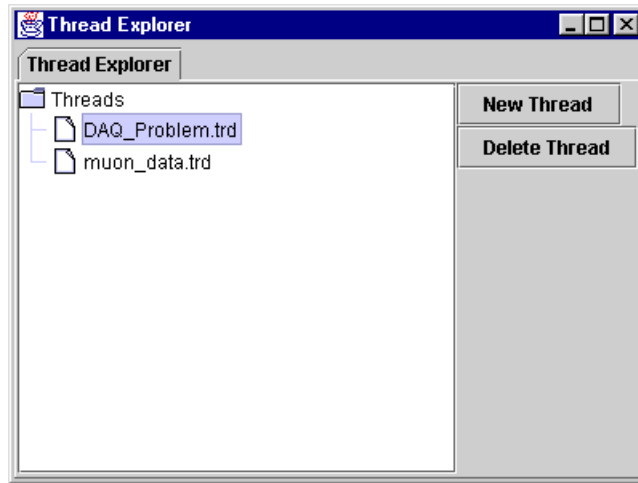 Thread Explorer
Thread Explorer
Threads
DAQ_Problem.trd
muon_data.trd
New Thread
Delete Thread